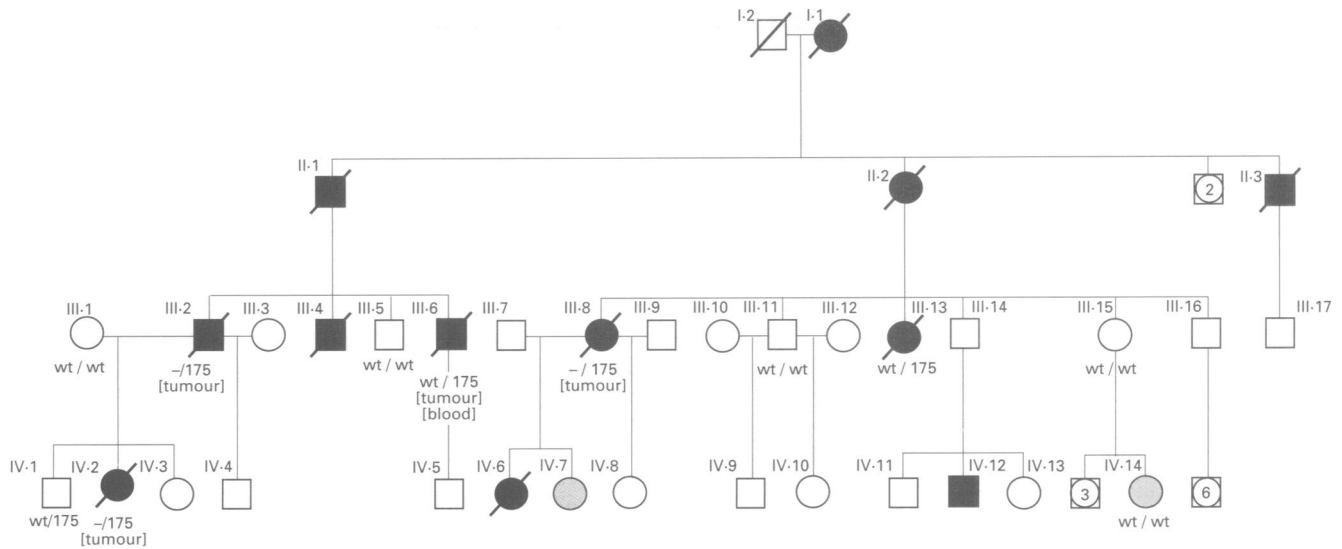 I·2 I·1
II·1 II·2 2 II·3
III·1 III·2 III·3 III·4 III·5 III·6 III·7 III·8 III·9 III·10 III·11 III·12 III·13 III·14 III·15 III·16 III·17
wt / wt –/175 wt / wt wt / 175 – / 175 wt / wt wt / 175 wt / wt
[tumour] [tumour] [tumour]
[blood]
IV·1 IV·2 IV·3 IV·4 IV·5 IV·6 IV·7 IV·8 IV·9 IV·10 IV·11 IV·12 IV·13 3 IV·14 6
wt/175 –/175 wt / wt
[tumour]